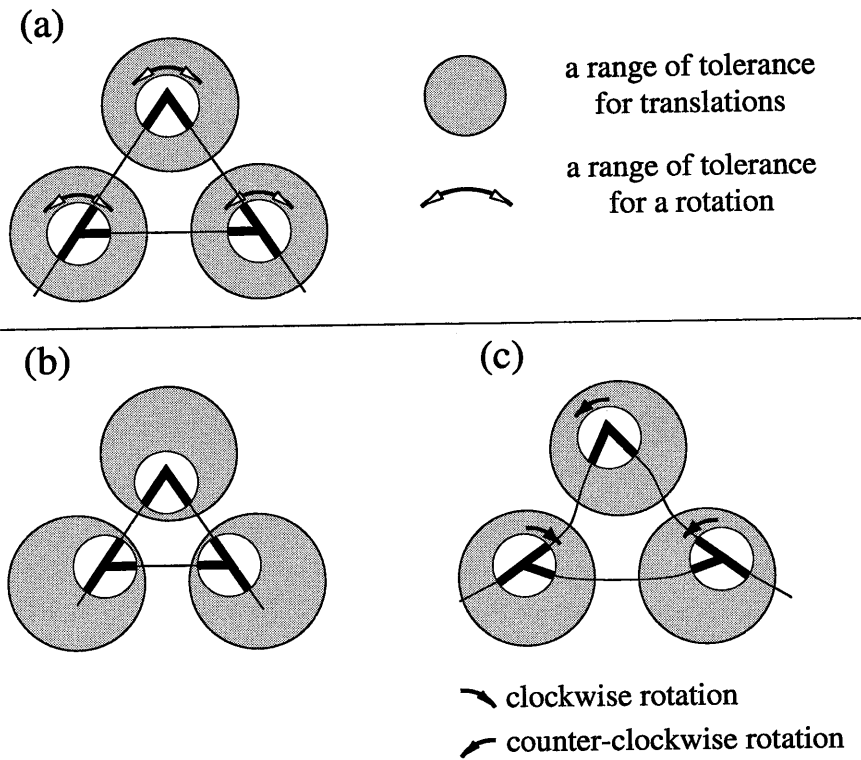 (a)
a range of tolerance
for translations
a range of tolerance
for a rotation
(b)
(c)
clockwise rotation
counter-clockwise rotation